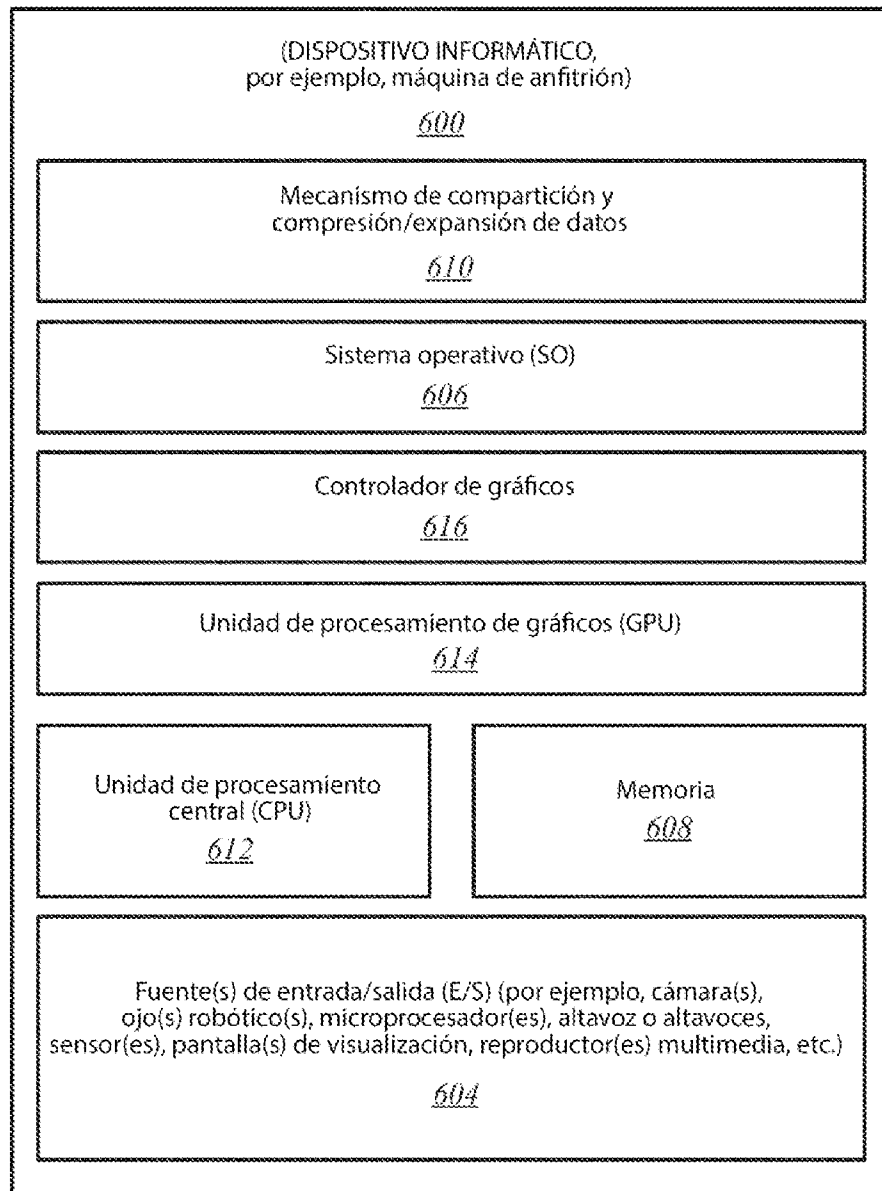 (DISPOSITIVO INFORMÁTICO,
por ejemplo, máquina de anfitrión)
600
Mecanismo de compartición y
compresión/expansión de datos
610
Sistema operativo (SO)
606
Controlador de gráficos
616
Unidad de procesamiento de gráficos (GPU)
614
Unidad de procesamiento
central (CPU)
612
Memoria
608
Fuente(s) de entrada/salida (E/S) (por ejemplo, cámara(s),
ojo(s) robótico(s), microprocesador(es), altavoz o altavoces,
sensor(es), pantalla(s) de visualización, reproductor(es) multimedia, etc.)
604